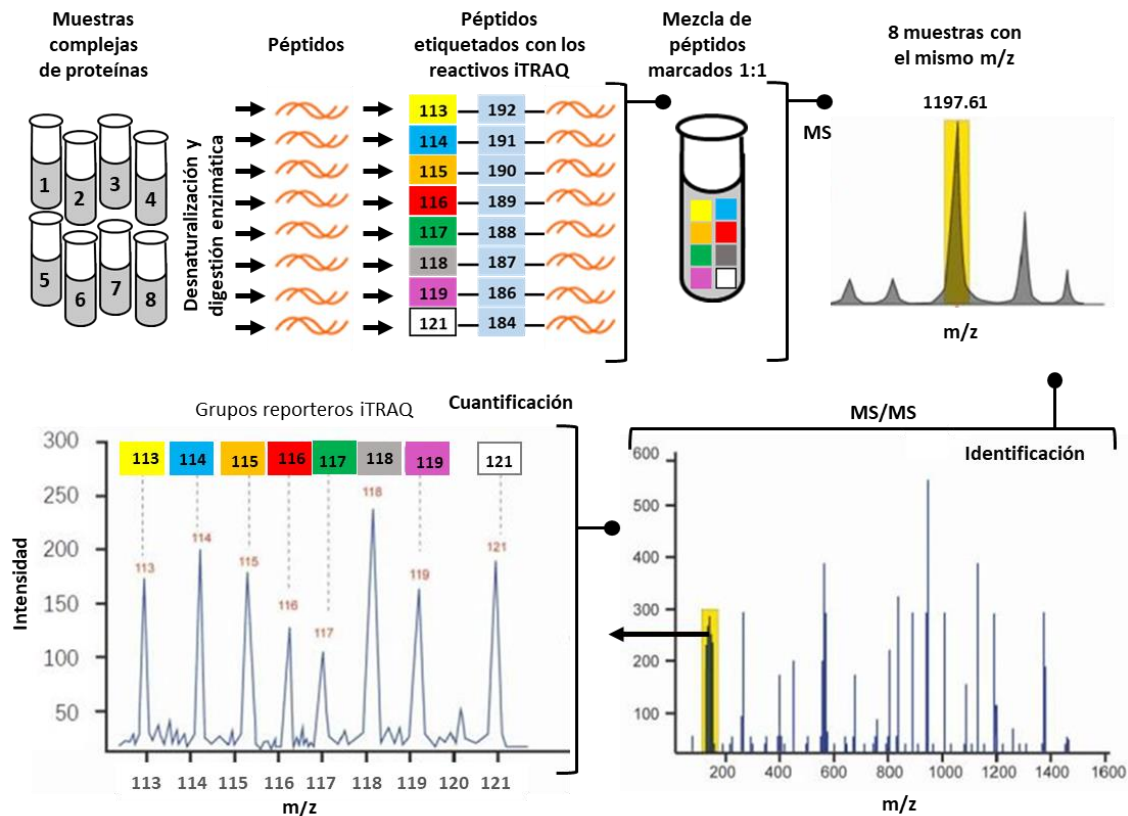 Muestras
complejas
de proteínas
Péptidos
Péptidos
etiquetados con los
reactivos iTRAQ
Mezcla de
péptidos
marcados 1:1
8 muestras con
el mismo m/z
1
2
3
4
5
6
7
8
Desnaturalización y
digestión enzimática
113 192
114 191
115 190
116 189
117 188
118 187
119 186
121 184
MS
1197.61
m/z
Grupos reporteros iTRAQ
Cuantificación
113 114 115 116 117 118 119 121
300
250
200
150
100
50
Intensidad
113
114
115
116
117
118
119
121
113 114 115 116 117 118 119 120 121
m/z
MS/MS
Identificación
600
500
400
300
200
100
200 400 600 800 1000 1200 1400 1600
m/z